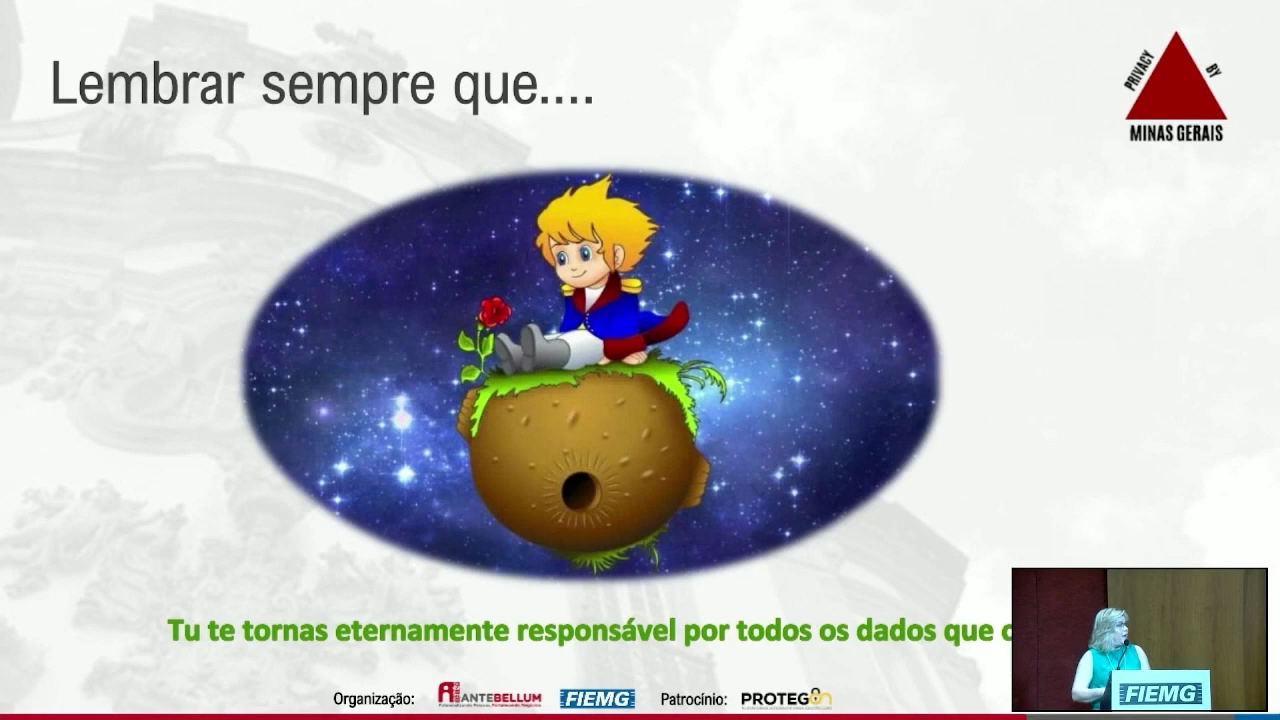 Lembrar sempre que....
PRIVACY BY
MINAS GERAIS
Tu te tornas eternamente responsável por todos os dados que
FIEMG
Organização:
ANTEBELLUM
FIEMG
Patrocínio:
PROTEGON